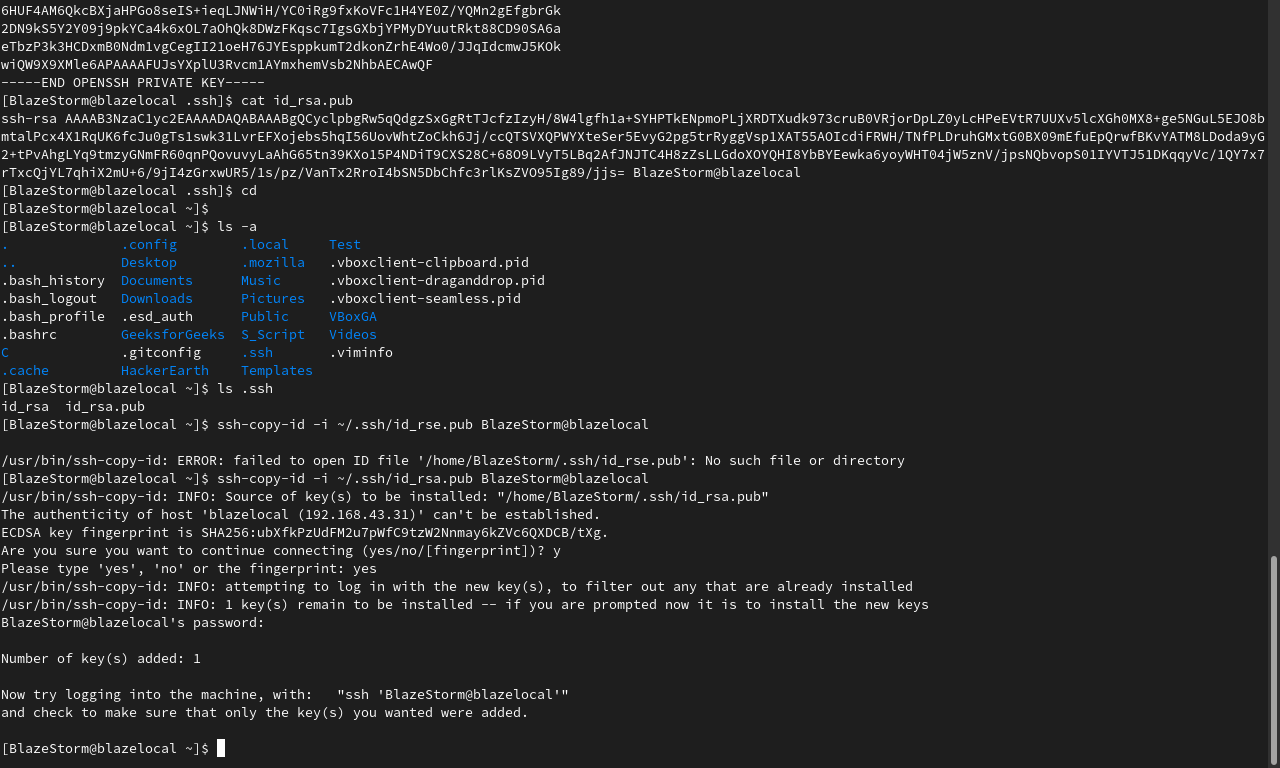 6HUF4AM6QkcBXjaHPGo8seIS+ieqLJNWiH/YC0iRg9fxKoVFc1H4YE0Z/YQMn2gEfgbrGk
2DN9kS5Y2Y09j9pkYCa4k6xOL7aOhQk8DWzFKqsc7IgsGXbjYPMyDYuutRkt88CD90SA6a
eTbzP3k3HCDxmB0Ndm1vgCegII21oeH76JYEsppkumT2dkonZrhE4Wo0/JJqIdcmwJ5KOk
wiQW9X9XMle6APAAAAFUJsYXplU3Rvcm1AYmxhemVsb2NhbAECAwQF
-----END OPENSSH PRIVATE KEY-----
[BlazeStorm@blazelocal .ssh]$ cat id_rsa.pub
ssh-rsa AAAAB3NzaC1yc2EAAAADAQABAAABgQCyclpbgRw5qQdgzSxGgRtTJcfzIzyH/8W4lgfh1a+SYHPTkENpmoPLjXRDTXudk973cruB0VRjorDpLZ0yLcHPeEVtR7UUXv5lcXGh0MX8+ge5NGuL5EJO8b
mtalPcx4X1RqUK6fcJu0gTs1swk31LvrEFXojebs5hqI56UovWhtZoCkh6Jj/ccQTSVXQPWYXteSer5EvyG2pg5trRyggVsp1XAT55AOIcdiFRWH/TNfPLDruhGMxtG0BX09mEfuEpQrwfBKvYATM8LDoda9yG
2+tPvAhgLYq9tmzyGNmFR60qnPQovuvyLaAhG65tn39KXo15P4NDiT9CXS28C+68O9LVyT5LBq2AfJNJTC4H8zZsLLGdoXOYQHI8YbBYEewka6yoyWHT04jW5znV/jpsNQbvopS01IYVTJ51DKqqyVc/1QY7x7
rTxcQjYL7qhiX2mU+6/9jI4zGrxwUR5/1s/pz/VanTx2RroI4bSN5DbChfc3rlKsZVO95Ig89/jjs= BlazeStorm@blazelocal
[BlazeStorm@blazelocal .ssh]$ cd
[BlazeStorm@blazelocal ~]$
[BlazeStorm@blazelocal ~]$ ls -a
. .config .local Test
.. Desktop .mozilla .vboxclient-clipboard.pid
.bash_history Documents Music .vboxclient-draganddrop.pid
.bash_logout Downloads Pictures .vboxclient-seamless.pid
.bash_profile .esd_auth Public VBoxGA
.bashrc GeeksforGeeks S_Script Videos
C .gitconfig .ssh .viminfo
.cache HackerEarth Templates
[BlazeStorm@blazelocal ~]$ ls .ssh
id_rsa id_rsa.pub
[BlazeStorm@blazelocal ~]$ ssh-copy-id -i ~/.ssh/id_rse.pub BlazeStorm@blazelocal
/usr/bin/ssh-copy-id: ERROR: failed to open ID file '/home/BlazeStorm/.ssh/id_rse.pub': No such file or directory
[BlazeStorm@blazelocal ~]$ ssh-copy-id -i ~/.ssh/id_rsa.pub BlazeStorm@blazelocal
/usr/bin/ssh-copy-id: INFO: Source of key(s) to be installed: "/home/BlazeStorm/.ssh/id_rsa.pub"
The authenticity of host 'blazelocal (192.168.43.31)' can't be established.
ECDSA key fingerprint is SHA256:ubXfkPzUdFM2u7pWfC9tzW2Nnmay6kZVc6QXDCB/tXg.
Are you sure you want to continue connecting (yes/no/[fingerprint])? y
Please type 'yes', 'no' or the fingerprint: yes
/usr/bin/ssh-copy-id: INFO: attempting to log in with the new key(s), to filter out any that are already installed
/usr/bin/ssh-copy-id: INFO: 1 key(s) remain to be installed -- if you are prompted now it is to install the new keys
BlazeStorm@blazelocal's password:
Number of key(s) added: 1
Now try logging into the machine, with: "ssh 'BlazeStorm@blazelocal'"
and check to make sure that only the key(s) you wanted were added.
[BlazeStorm@blazelocal ~]$